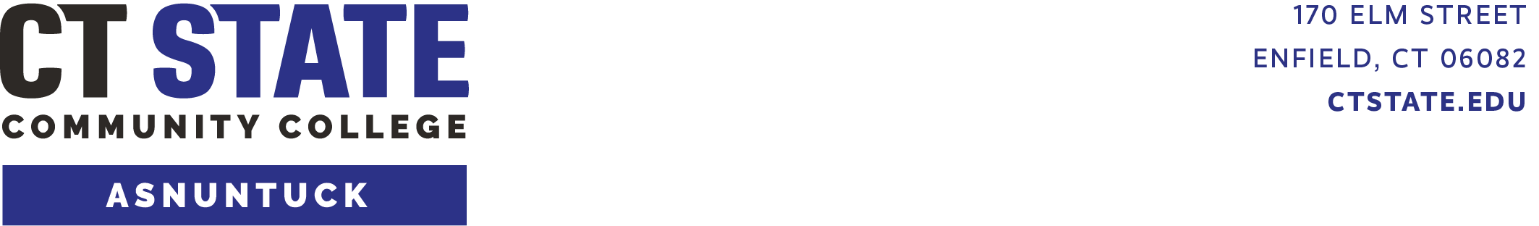 CT STATE
COMMUNITY COLLEGE
ASNUNTUCK
170 ELM STREET
ENFIELD, CT 06082
CTSTATE.EDU